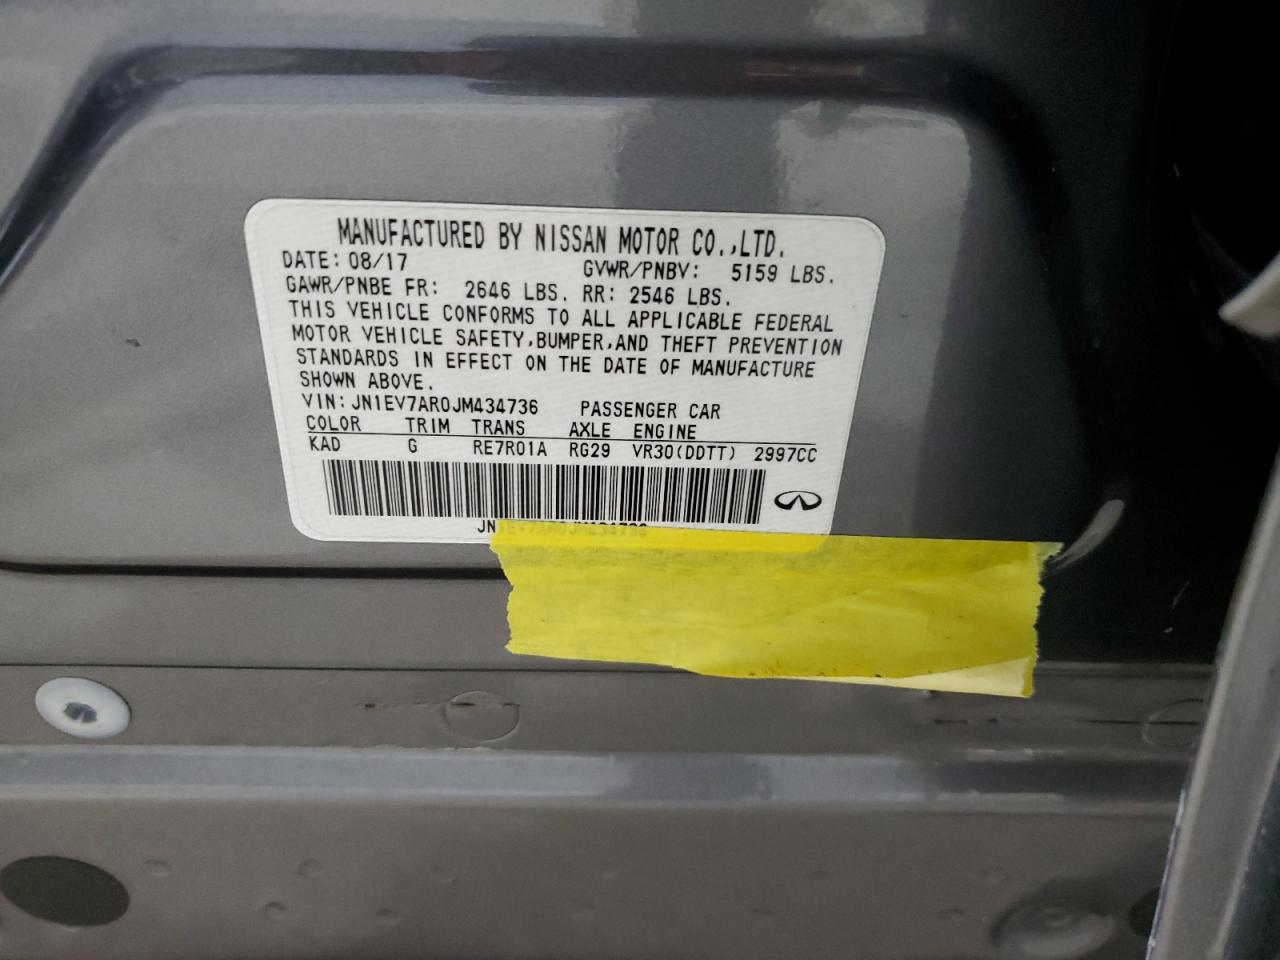 MANUFACTURED BY NISSAN MOTOR CO.,LTD.
DATE: 08/17 GVWR/PNBV: 5159 LBS.
GAWR/PNBE FR: 2646 LBS. RR: 2546 LBS.
THIS VEHICLE CONFORMS TO ALL APPLICABLE FEDERAL
MOTOR VEHICLE SAFETY,BUMPER,AND THEFT PREVENTION
STANDARDS IN EFFECT ON THE DATE OF MANUFACTURE
SHOWN ABOVE.
VIN:JN1EV7AR0JM434736 PASSENGER CAR
COLOR TRIM TRANS AXLE ENGINE
KAD G RE7R01A RG29 VR30(DDTT) 2997CC